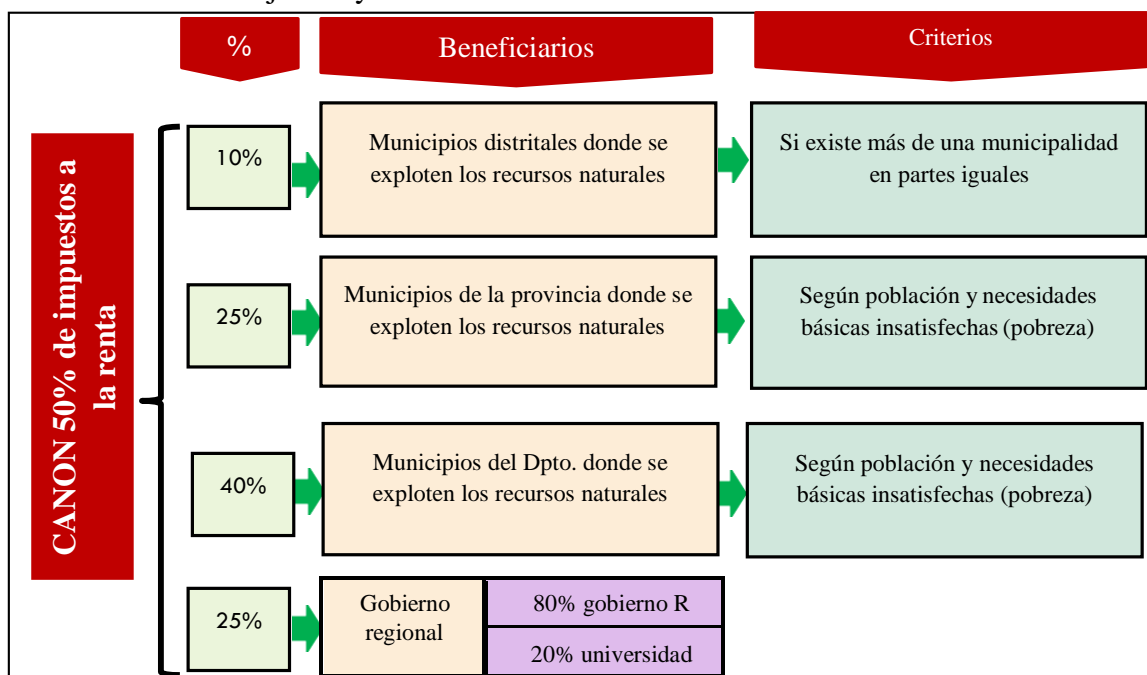 %
Beneficiarios
Criterios
CANON 50% de impuestos a
la renta
10%
Municipios distritales donde se
exploten los recursos naturales
Si existe más de una municipalidad
en partes iguales
25%
Municipios de la provincia donde se
exploten los recursos naturales
Según población y necesidades
básicas insatisfechas (pobreza)
40%
Municipios del Dpto. donde se
exploten los recursos naturales
Según población y necesidades
básicas insatisfechas (pobreza)
25%
Gobierno
regional
80% gobierno R
20% universidad